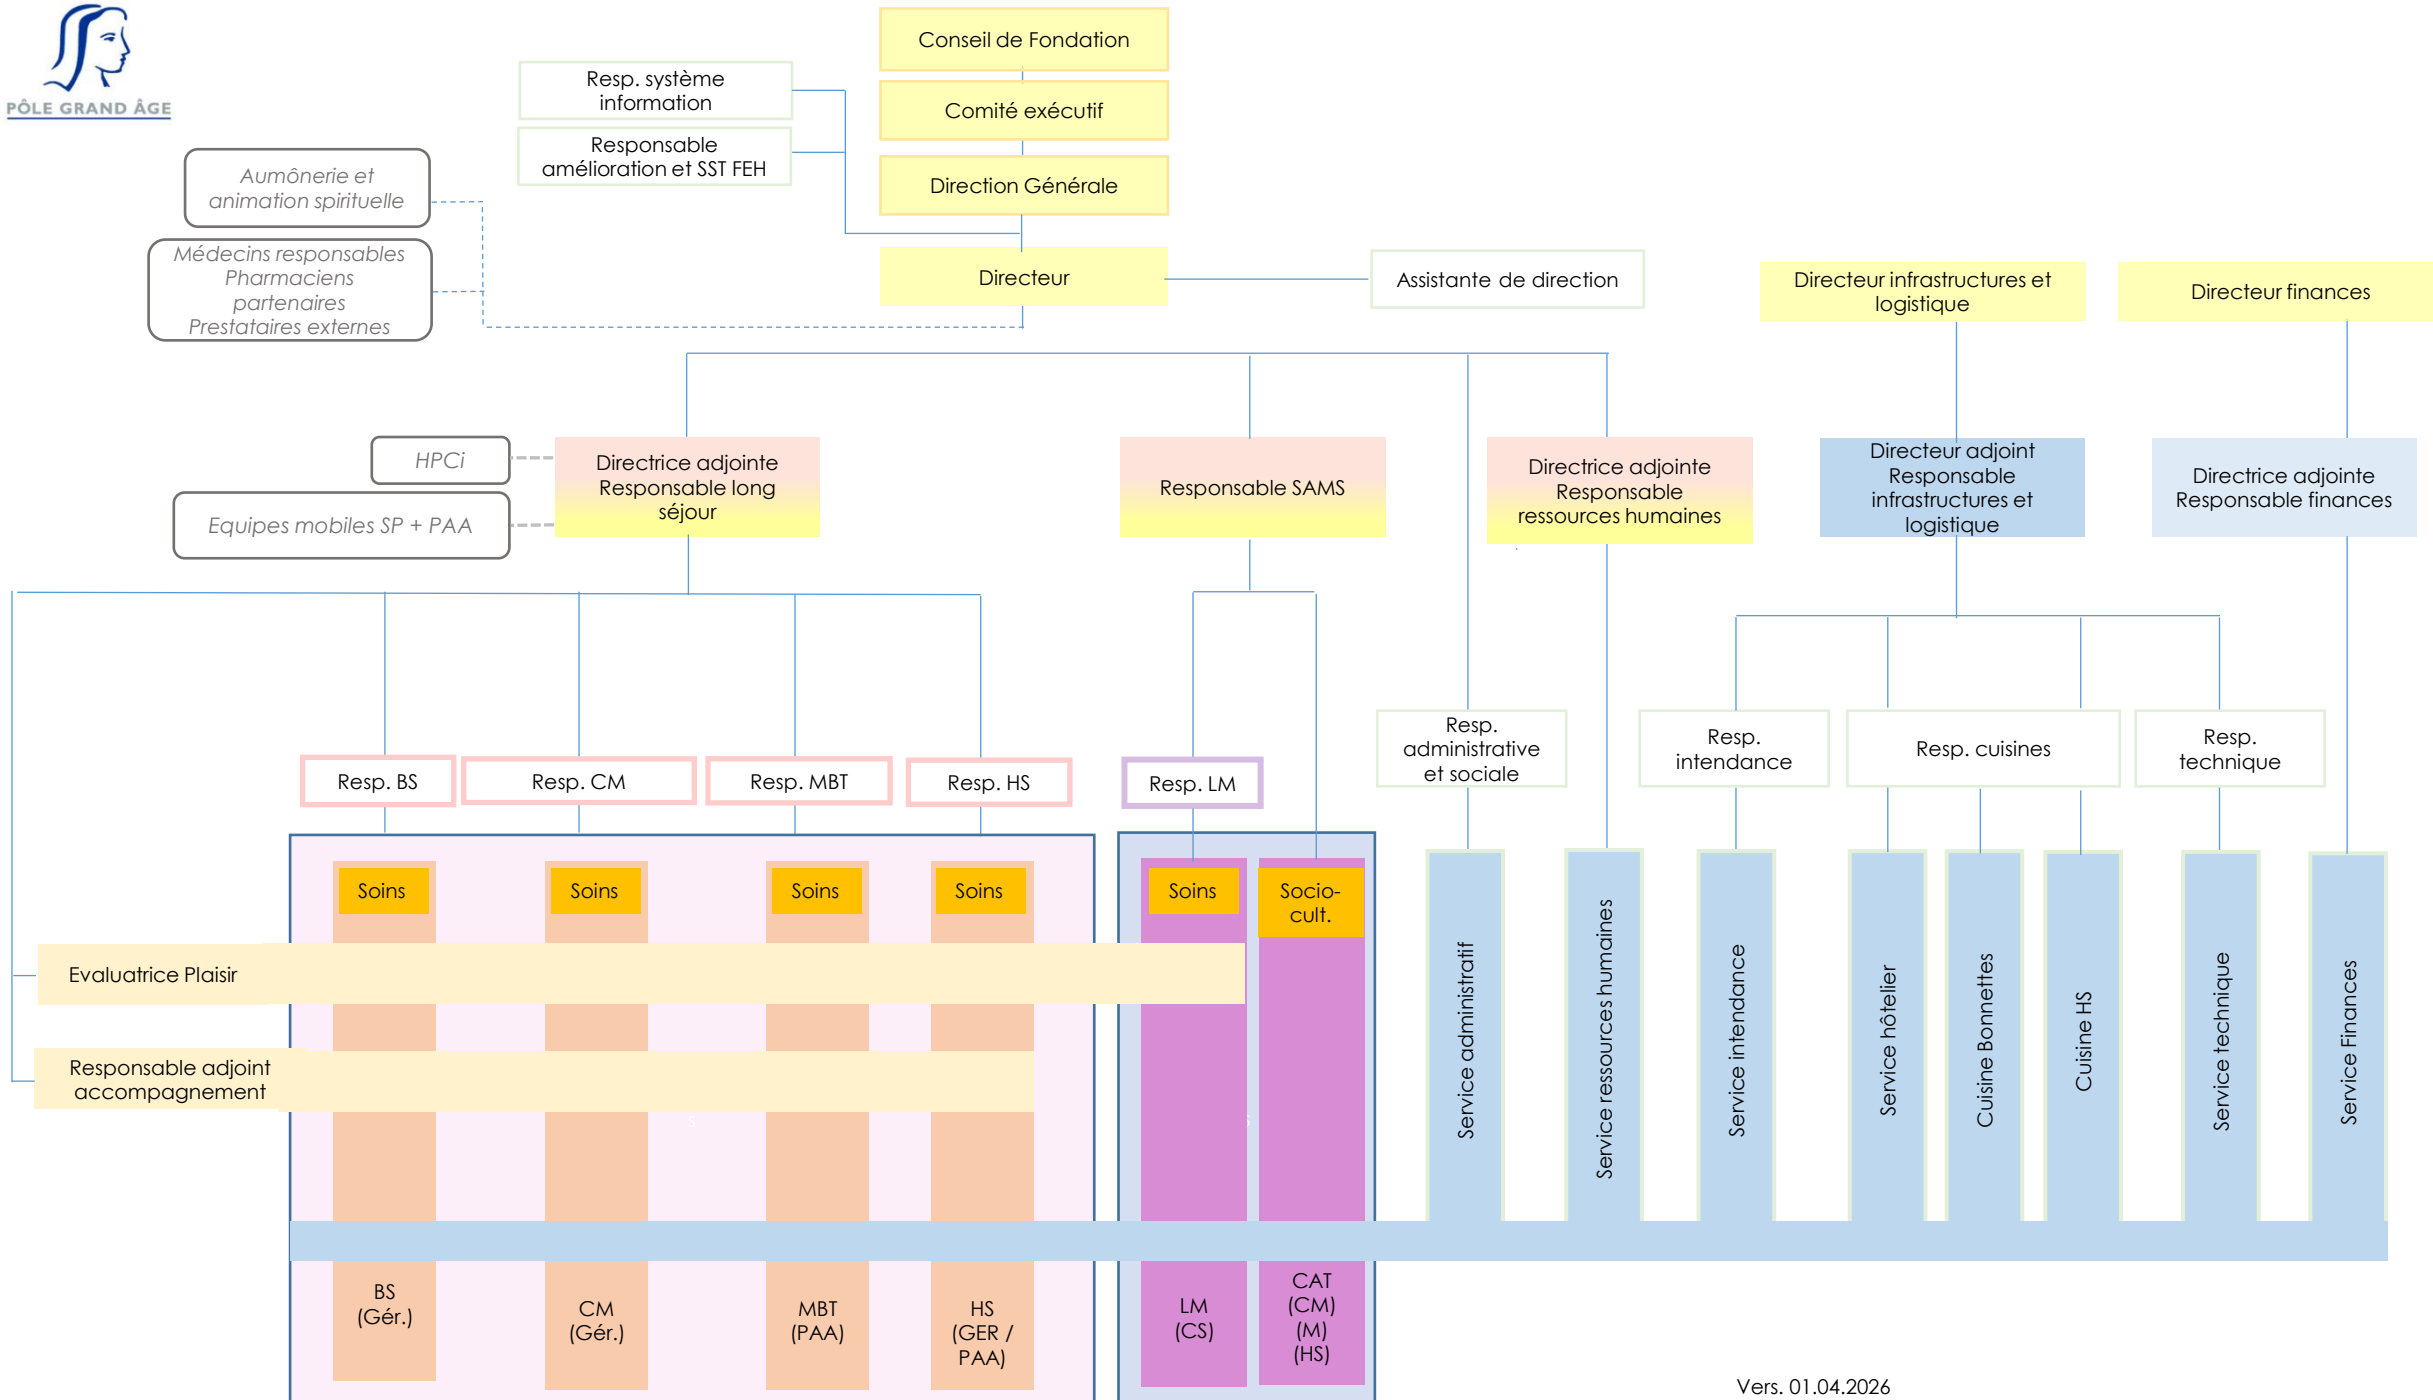 PÔLE GRAND ÂGE
Conseil de Fondation
Resp. système
information
Comité exécutif
Responsable
amélioration et SST FEH
Direction Générale
Aumônerie et
animation spirituelle
Médecins responsables
Pharmaciens
partenaires
Prestataires externes
Directeur
Assistante de direction
Directeur infrastructures et
logistique
Directeur finances
HPCi
Equipes mobiles SP + PAA
Directrice adjointe
Responsable long
séjour
Responsable SAMS
Directrice adjointe
Responsable
ressources humaines
Directeur adjoint
Responsable
infrastructures et
logistique
Directrice adjointe
Responsable finances
Resp. BS
Resp. CM
Resp. MBT
Resp. HS
Resp. LM
Resp.
administrative
et sociale
Resp.
intendance
Resp. cuisines
Resp.
technique
Soins
Soins
Soins
Soins
Soins
Socio-
cult.
Evaluatrice Plaisir
Responsable adjoint
accompagnement
s
Service administratif
Service ressources humaines
Service intendance
Service hôtelier
Cuisine Bonnettes
Cuisine HS
Service technique
Service Finances
BS
(Gér.)
CM
(Gér.)
MBT
(PAA)
HS
(GER /
PAA)
LM
(CS)
CAT
(CM)
(M)
(HS)
Vers. 01.04.2026